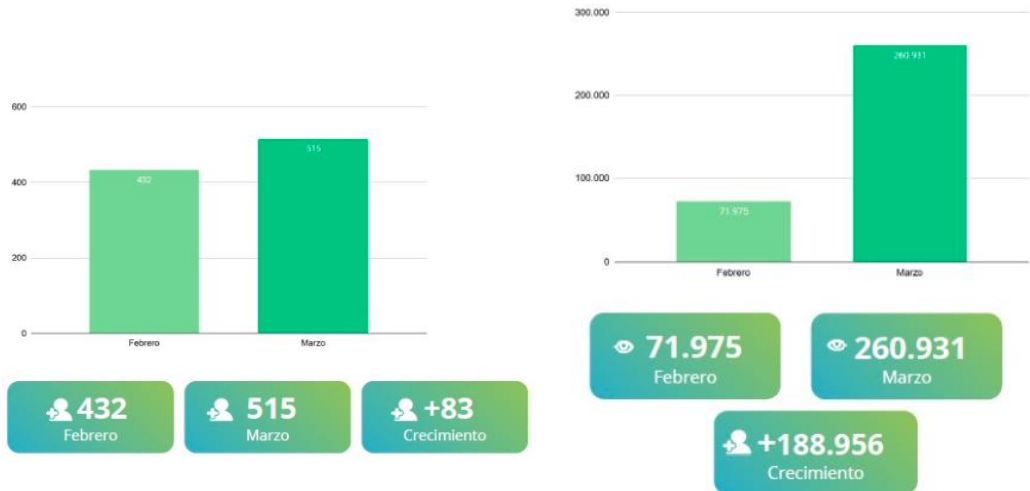 600
432
515
400
200
0
Febrero Marzo
432
Febrero
515
Marzo
+83
Crecimiento
300.000
260.931
200.000
100.000
71.975
0
Febrero Marzo
71.975
Febrero
260.931
Marzo
+188.956
Crecimiento